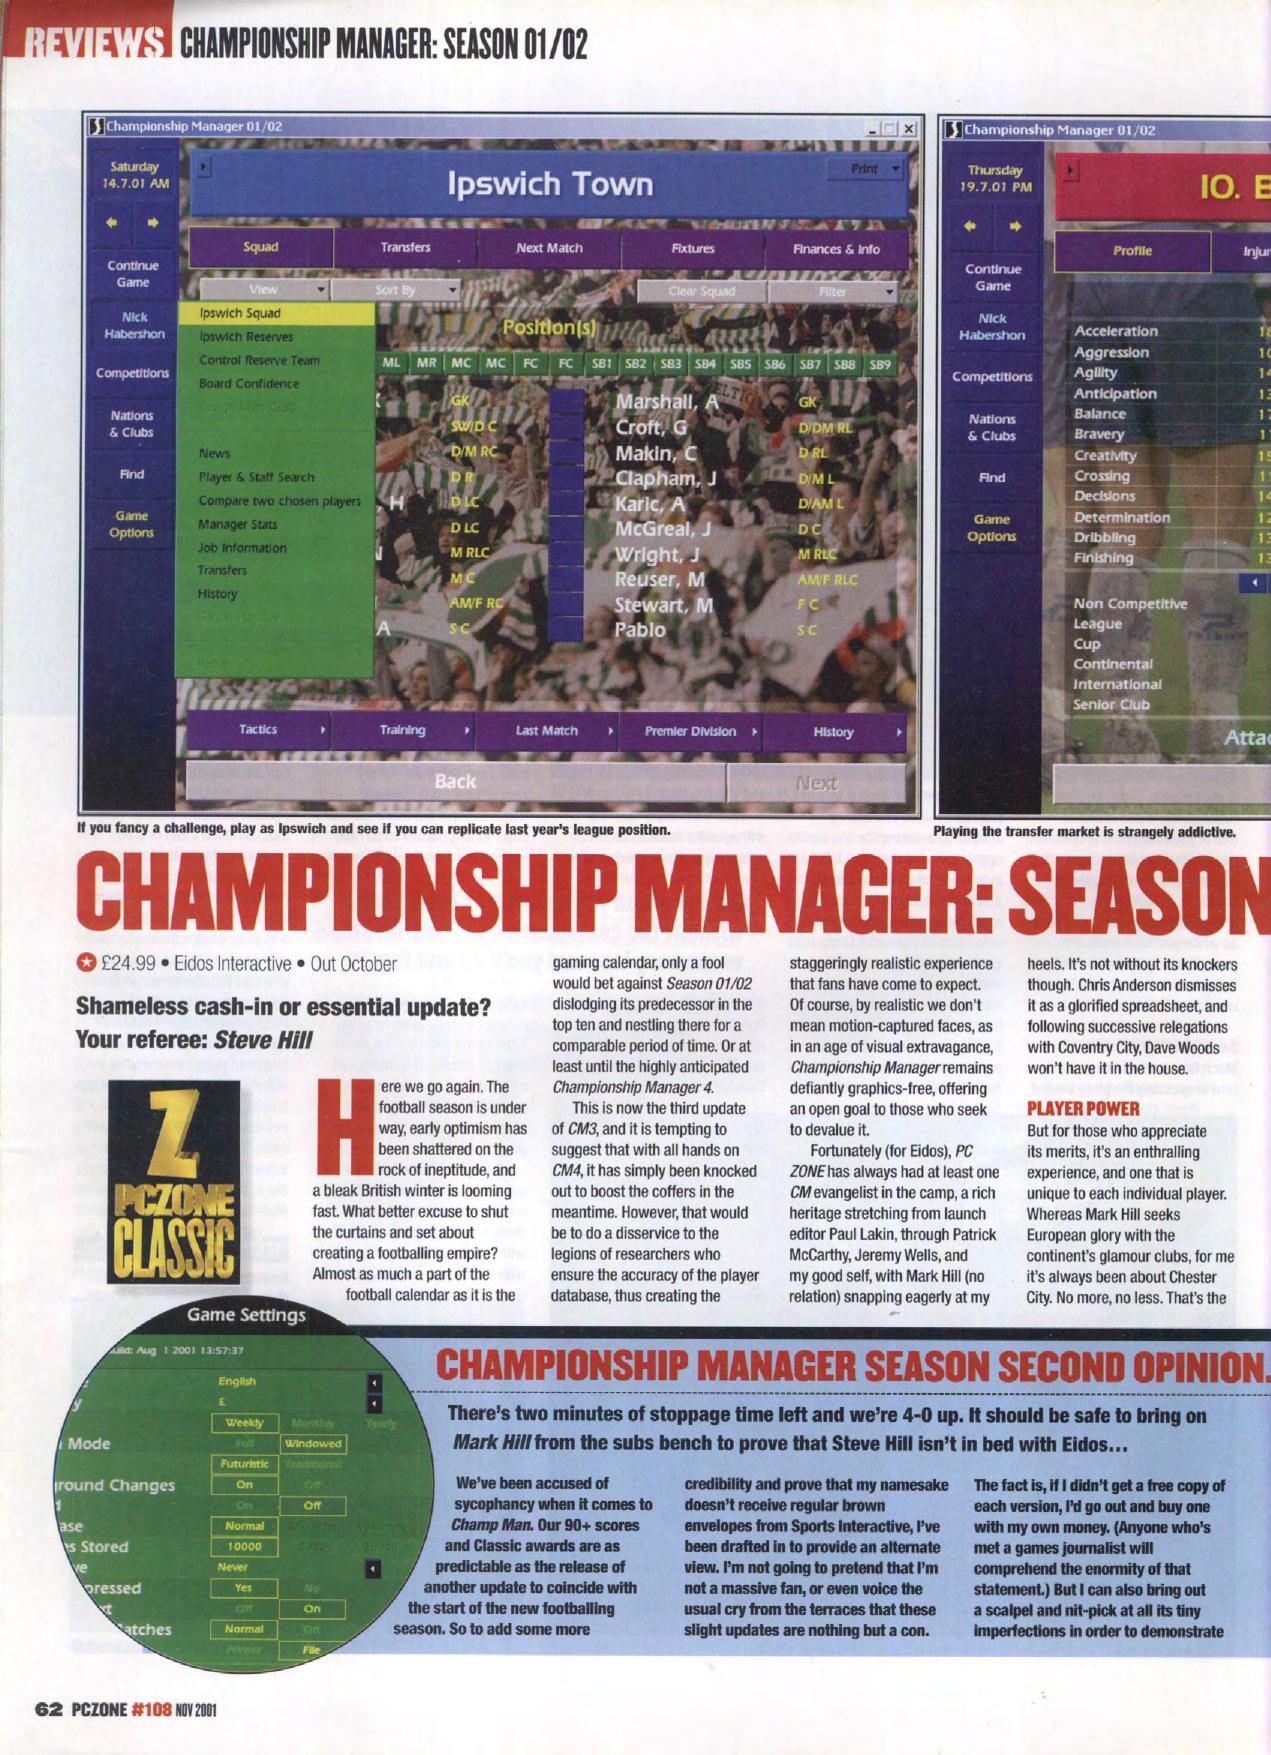 REVIEWS CHAMPIONSHIP MANAGER: SEASON 01/02
Championship Manager 01/02
Saturday
14.7.01 AM
Continue
Game
Nick
Habershon
Competitions
Nations
& Clubs
Find
Game
Options
Ipswich Town
Print
Squad Transfers Next Match Fixtures Finances & Info
View Sort By Clear Squad Filter
Ipswich Squad
Ipswich Reserves
Control Reserve Team
Board Confidence
Resign from Club
News
Player & Staff Search
Compare two chosen players
Manager Stats
Job Information
Transfers
History
Go on Holiday
Retire
Position(s)
ML MR MC MC FC FC SB1 SB2 SB3 SB4 SB5 SB6 SB7 SB8 SB9
GK Marshall, A GK
SW/D C Croft, G D/DM RL
D/M RC Makin, C D RL
D R Clapham, J D/M L
, H D LC Karic, A D/AM L
D LC McGreal, J D C
M RLC Wright, J M RLC
M C Reuser, M AM/F RLC
AM/F RC Stewart, M F C
A S C Pablo S C
Tactics Training Last Match Premier Division History
Back Next
Championship Manager 01/02
Thursday
19.7.01 PM
Continue
Game
Nick
Habershon
Competitions
Nations
& Clubs
Find
Game
Options
10. B
Profile Injur
Acceleration 18
Aggression 10
Agility 14
Anticipation 13
Balance 17
Bravery 11
Creativity 15
Crossing 11
Decisions 14
Determination 12
Dribbling 13
Finishing 13
Non Competitive
League
Cup
Continental
International
Senior Club
Attac
If you fancy a challenge, play as Ipswich and see if you can replicate last year's league position.
Playing the transfer market is strangely addictive.
CHAMPIONSHIP MANAGER: SEASON
£24.99 • Eidos Interactive • Out October
Shameless cash-in or essential update?
Your referee: Steve Hill
Z
PCZONE
CLASSIC
Here we go again. The
football season is under
way, early optimism has
been shattered on the
rock of ineptitude, and
a bleak British winter is looming
fast. What better excuse to shut
the curtains and set about
creating a footballing empire?
Almost as much a part of the
football calendar as it is the
gaming calendar, only a fool
would bet against Season 01/02
dislodging its predecessor in the
top ten and nestling there for a
comparable period of time. Or at
least until the highly anticipated
Championship Manager 4.
This is now the third update
of CM3, and it is tempting to
suggest that with all hands on
CM4, it has simply been knocked
out to boost the coffers in the
meantime. However, that would
be to do a disservice to the
legions of researchers who
ensure the accuracy of the player
database, thus creating the
staggeringly realistic experience
that fans have come to expect.
Of course, by realistic we don't
mean motion-captured faces, as
in an age of visual extravagance,
Championship Manager remains
defiantly graphics-free, offering
an open goal to those who seek
to devalue it.
Fortunately (for Eidos), PC
ZONE has always had at least one
CM evangelist in the camp, a rich
heritage stretching from launch
editor Paul Lakin, through Patrick
McCarthy, Jeremy Wells, and
my good self, with Mark Hill (no
relation) snapping eagerly at my
heels. It's not without its knockers
though. Chris Anderson dismisses
it as a glorified spreadsheet, and
following successive relegations
with Coventry City, Dave Woods
won't have it in the house.
PLAYER POWER
But for those who appreciate
its merits, it's an enthralling
experience, and one that is
unique to each individual player.
Whereas Mark Hill seeks
European glory with the
continent's glamour clubs, for me
it's always been about Chester
City. No more, no less. That's the
Game Settings
uild: Aug 1 2001 13:57:37
English
y £
Weekly Monthly Yearly
Mode Full Windowed
Futuristic Traditional
round Changes On Off
On Off
ase Normal Minimum Maximum
s Stored 10000 5000 20000
ve Never
pressed Yes No
Off On
atches Normal Off
Printer File
CHAMPIONSHIP MANAGER SEASON SECOND OPINION.
There's two minutes of stoppage time left and we're 4-0 up. It should be safe to bring on
Mark Hill from the subs bench to prove that Steve Hill isn't in bed with Eidos...
We've been accused of
sycophancy when it comes to
Champ Man. Our 90+ scores
and Classic awards are as
predictable as the release of
another update to coincide with
the start of the new footballing
season. So to add some more
credibility and prove that my namesake
doesn't receive regular brown
envelopes from Sports Interactive, I've
been drafted in to provide an alternate
view. I'm not going to pretend that I'm
not a massive fan, or even voice the
usual cry from the terraces that these
slight updates are nothing but a con.
The fact is, if I didn't get a free copy of
each version, I'd go out and buy one
with my own money. (Anyone who's
met a games journalist will
comprehend the enormity of that
statement.) But I can also bring out
a scalpel and nit-pick at all its tiny
imperfections in order to demonstrate
62 PCZONE #108 NOV 2001